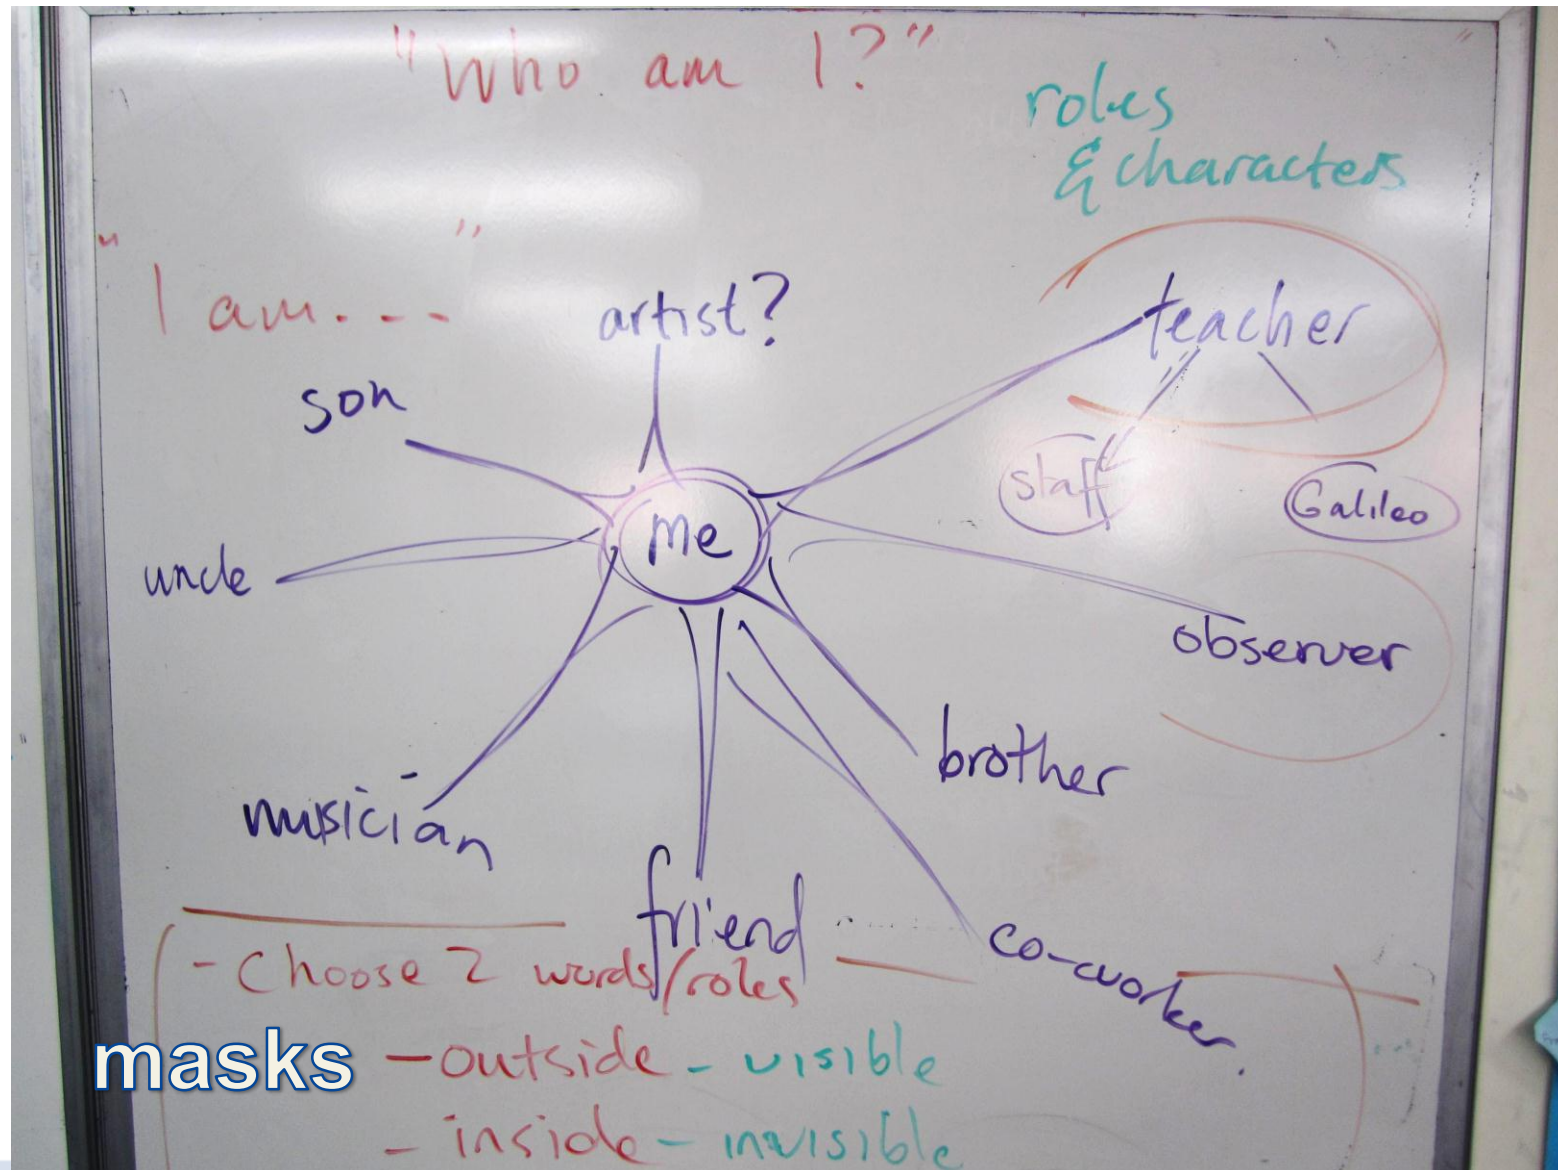 "Who am I?"
roles
& characters
" "
I am....
artist?
teacher
son
staff
Galileo
me
uncle
observer
brother
musician
friend
co-worker.
- Choose 2 words/roles
masks
- outside - visible
- inside - invisible